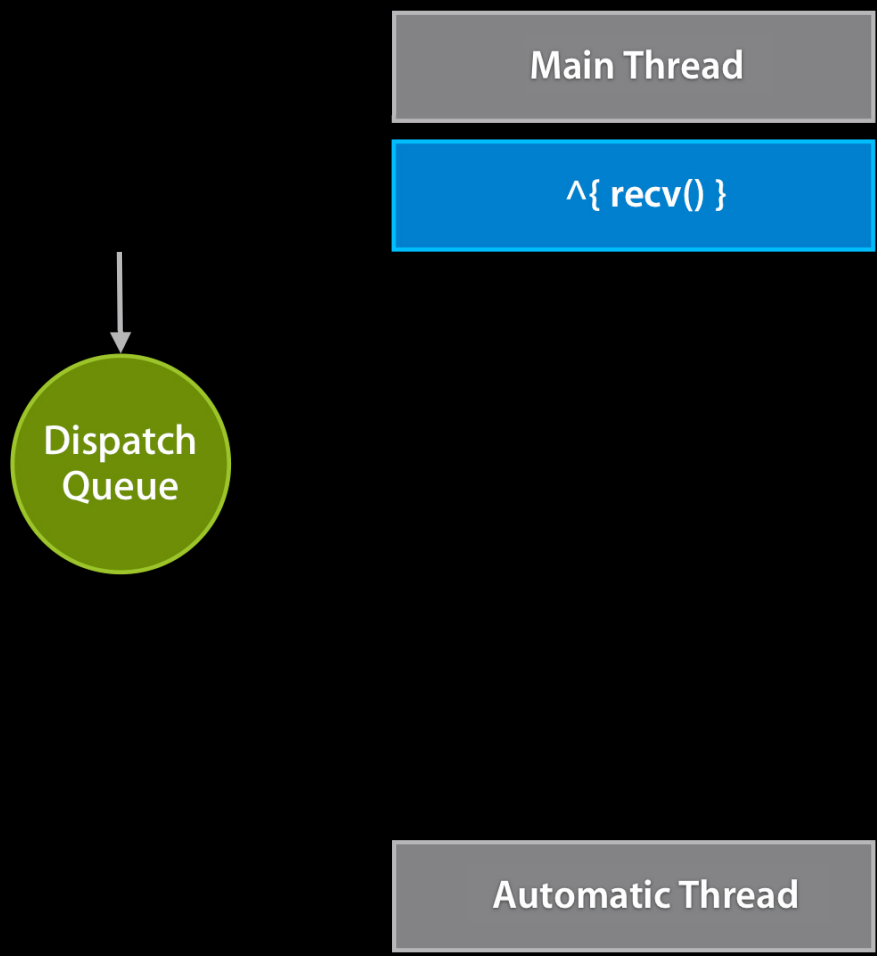 Main Thread
^{ recv() }
Dispatch
Queue
Automatic Thread